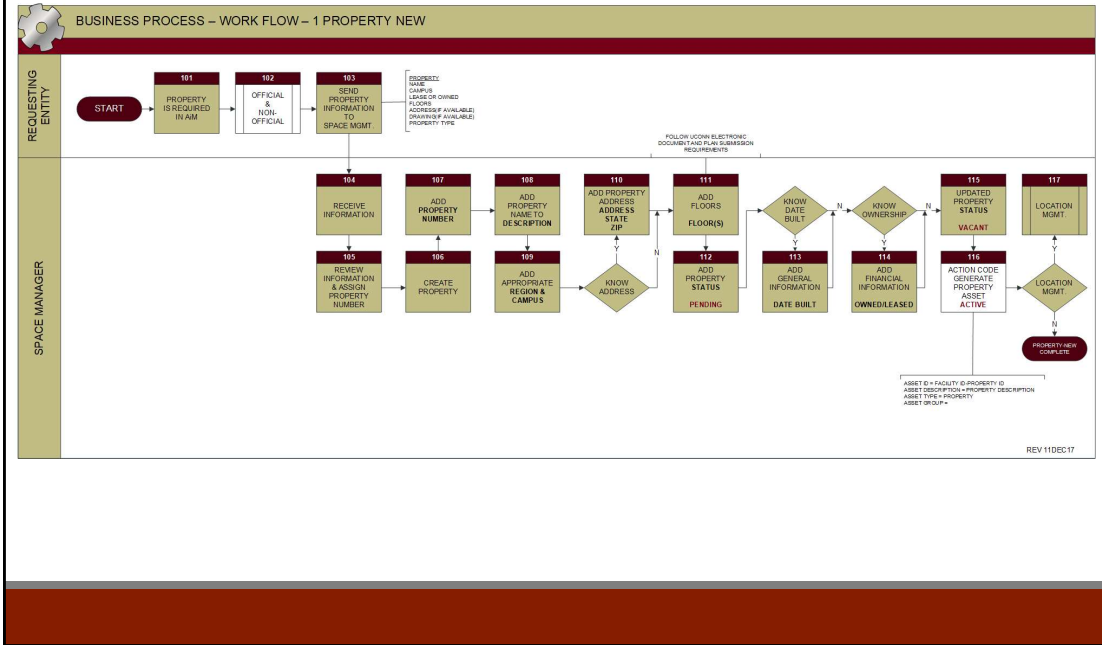 BUSINESS PROCESS – WORK FLOW – 1 PROPERTY NEW
REQUESTING
ENTITY
START
101
PROPERTY
IS REQUIRED
IN AiM
102
OFFICIAL
&
NON-
OFFICIAL
103
SEND
PROPERTY
INFORMATION
TO
SPACE MGMT.
PROPERTY
NAME
CAMPUS
LEASE OR OWNED
FLOORS
ADDRESS(IF AVAILABLE)
DRAWING(IF AVAILABLE)
PROPERTY TYPE
FOLLOW UCONN ELECTRONIC
DOCUMENT AND PLAN SUBMISSION
REQUIREMENTS
SPACE MANAGER
104
RECEIVE
INFORMATION
105
REVIEW
INFORMATION
& ASSIGN
PROPERTY
NUMBER
106
CREATE
PROPERTY
107
ADD
PROPERTY
NUMBER
108
ADD
PROPERTY
NAME TO
DESCRIPTION
109
ADD
APPROPRIATE
REGION &
CAMPUS
KNOW
ADDRESS
Y
N
110
ADD PROPERTY
ADDRESS
ADDRESS
STATE
ZIP
111
ADD
FLOORS
FLOOR(S)
112
ADD
PROPERTY
STATUS
PENDING
KNOW
DATE
BUILT
N
Y
113
ADD
GENERAL
INFORMATION
DATE BUILT
KNOW
OWNERSHIP
N
Y
114
ADD
FINANCIAL
INFORMATION
OWNED/LEASED
115
UPDATED
PROPERTY
STATUS
VACANT
116
ACTION CODE
GENERATE
PROPERTY
ASSET
ACTIVE
LOCATION
MGMT.
Y
117
LOCATION
MGMT.
N
PROPERTY-NEW
COMPLETE
ASSET ID = FACILITY ID-PROPERTY ID
ASSET DESCRIPTION = PROPERTY DESCRIPTION
ASSET TYPE = PROPERTY
ASSET GROUP =
REV 11DEC17